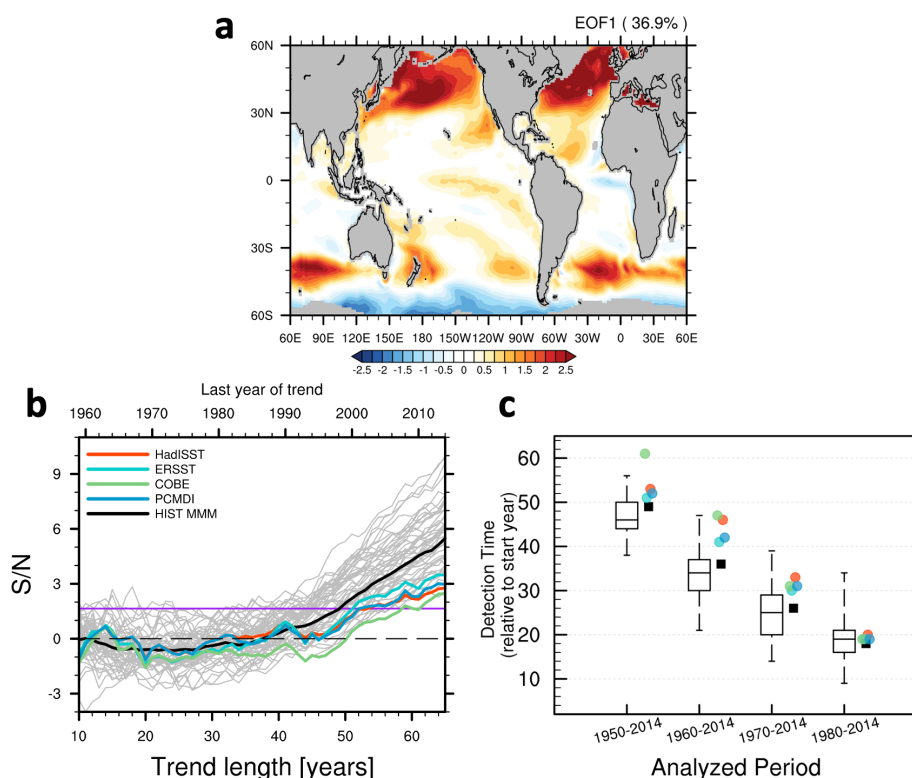 a
EOF1 ( 36.9%)
60N
30N
0
30S
60S
60E 90E 120E 150E 180 150W 120W 90W 60W 30W 0 30E 60E
-2.5 -2 -1.5 -1 -0.5 0 0.5 1 1.5 2 2.5
b
Last year of trend
1960 1970 1980 1990 2000 2010
HadISST
ERSST
COBE
PCMDI
HIST MMM
S/N
9
6
3
0
-3
10 20 30 40 50 60
Trend length [years]
c
Detection Time
(relative to start year)
60
50
40
30
20
10
1950-2014 1960-2014 1970-2014 1980-2014
Analyzed Period